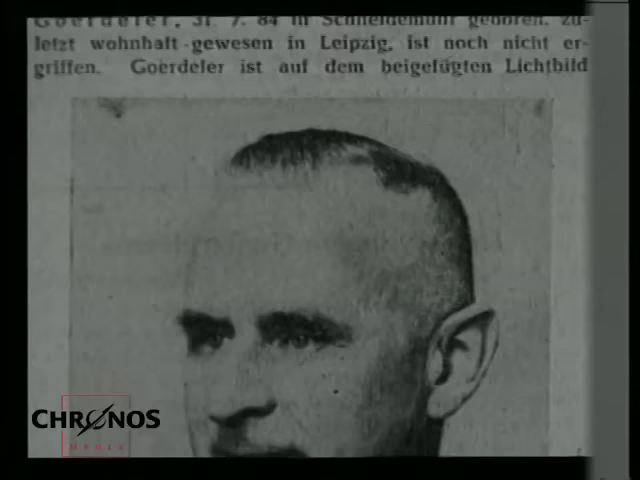 Goerdeler, 31. 7. 84 in Schneidemühl geboren, zu-
letzt wohnhaft gewesen in Leipzig, ist noch nicht er-
griffen. Goerdeler ist auf dem beigefügten Lichtbild
CHRONOS
MEDIA